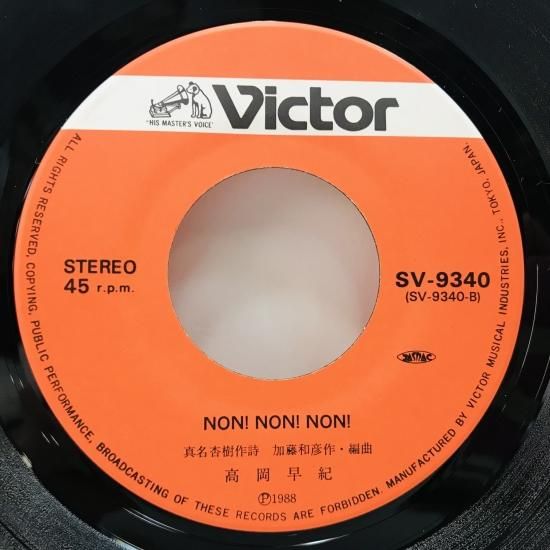 Victor
"HIS MASTER'S VOICE"
STEREO
45 r.p.m.
SV-9340
(SV-9340-B)
JASRAC
NON! NON! NON!
真名杏樹作詩 加藤和彦作・編曲
高岡早紀
Ⓟ1988
ALL RIGHTS RESERVED. COPYING, PUBLIC PERFORMANCE, BROADCASTING OF THESE RECORDS ARE FORBIDDEN. MANUFACTURED BY VICTOR MUSICAL INDUSTRIES, INC., TOKYO, JAPAN.